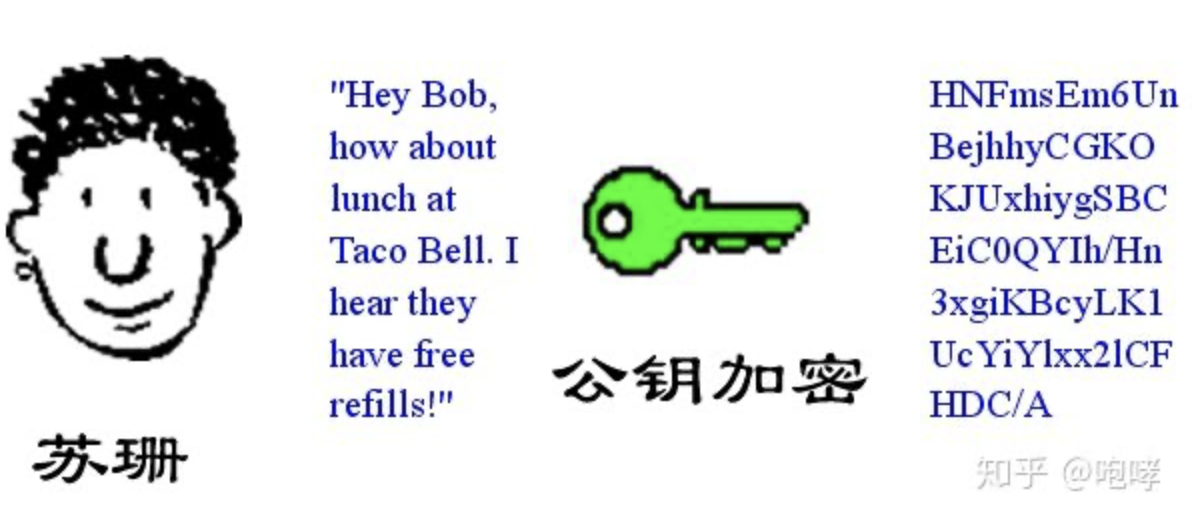 "Hey Bob,
how about
lunch at
Taco Bell. I
hear they
have free
refills!"
苏珊
公钥加密
HNFmsEm6Un
BejhhyCGKO
KJUxhiygSBC
EiC0QYIh/Hn
3xgiKBcyLK1
UcYiYlxx2lCF
HDC/A
知乎 @咆哮